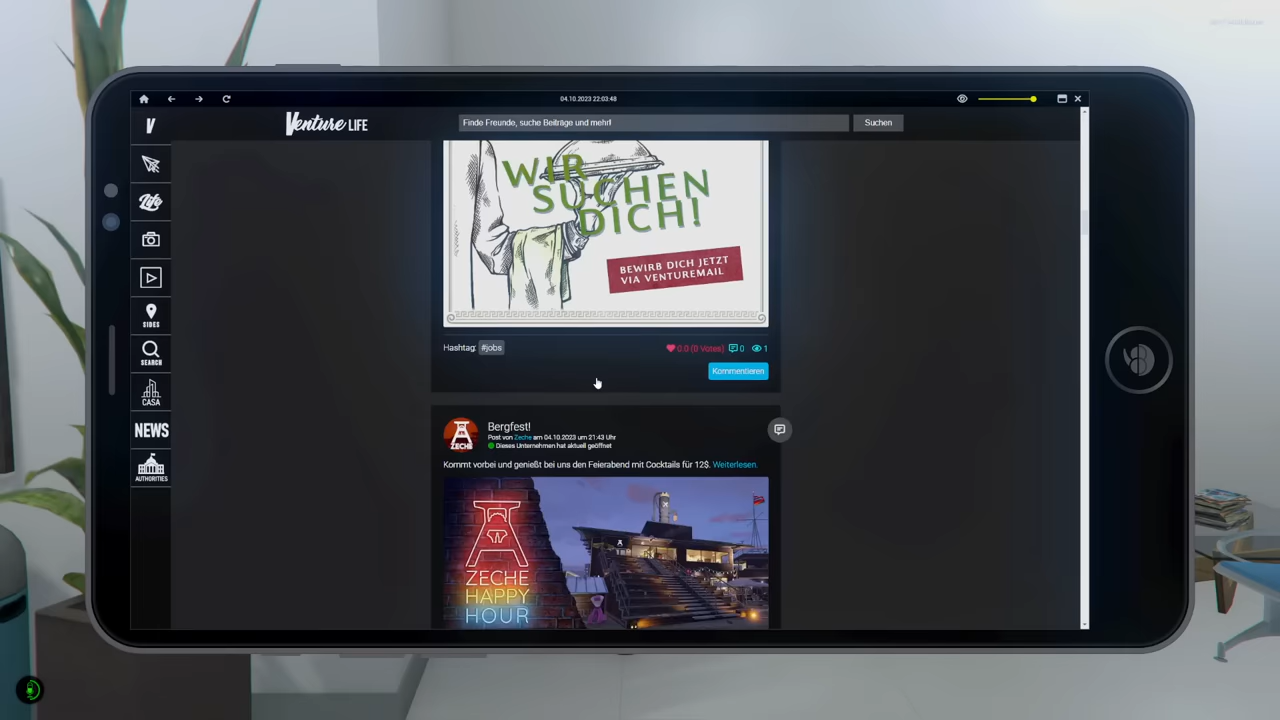 04.10.2023 22:03:48
Venture LIFE
Finde Freunde, suche Beiträge und mehr!
Suchen
V
Life
SIDES
SEARCH
CASA
NEWS
AUTHORITIES
WIR
SUCHEN
DICH!
BEWIRB DICH JETZT
VIA VENTUREMAIL
Hashtag: #jobs
0.0 (0 Votes) 0 1
Kommentieren
Bergfest!
Post von Zeche am 04.10.2023 um 21:43 Uhr
Dieses Unternehmen hat aktuell geöffnet
ZECHE
Kommt vorbei und genießt bei uns den Feierabend mit Cocktails für 12$. Weiterlesen.
ZECHE
HAPPY
HOUR